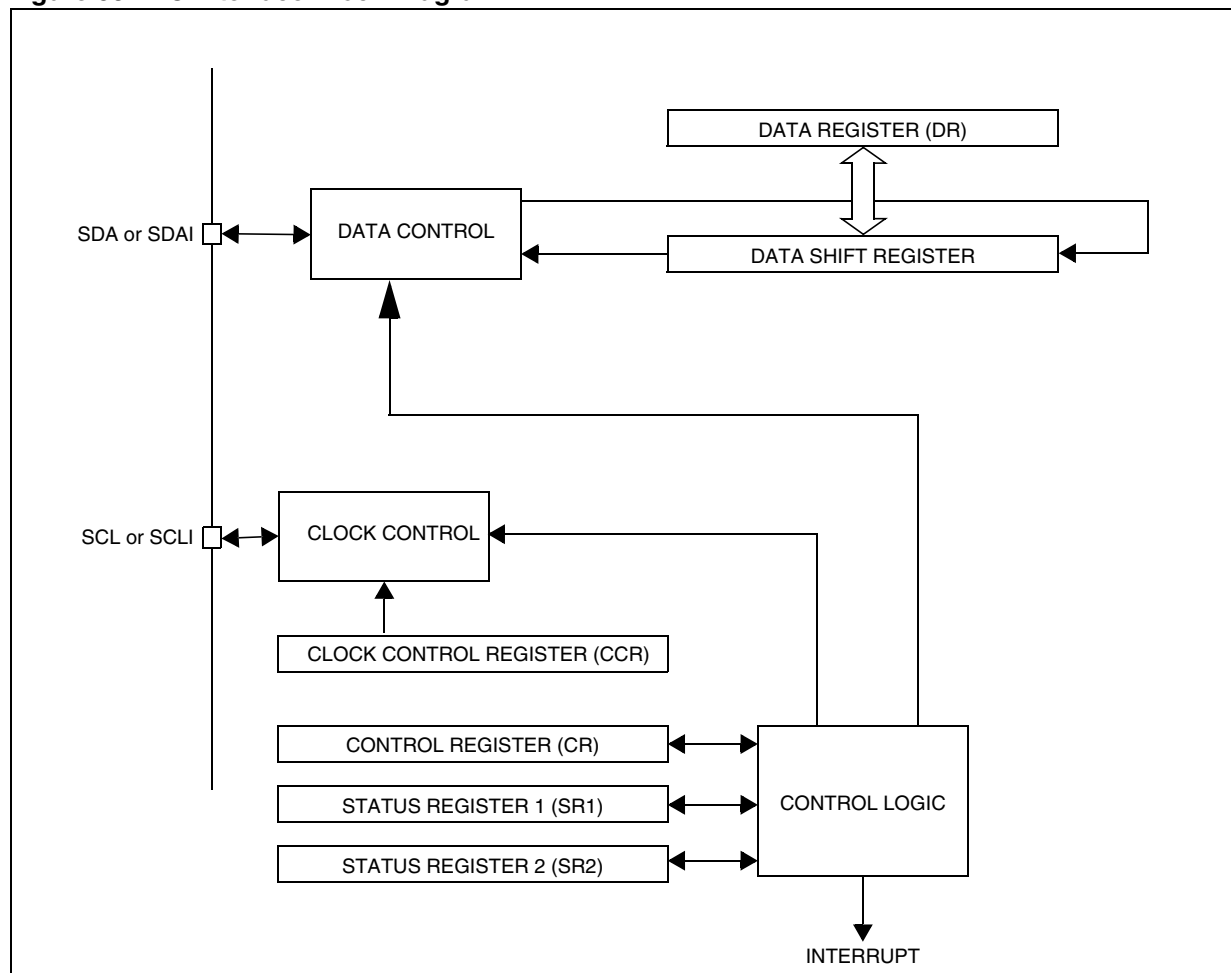 DATA REGISTER (DR)
SDA or SDAI
DATA CONTROL
DATA SHIFT REGISTER
SCL or SCLI
CLOCK CONTROL
CLOCK CONTROL REGISTER (CCR)
CONTROL REGISTER (CR)
STATUS REGISTER 1 (SR1)
CONTROL LOGIC
STATUS REGISTER 2 (SR2)
INTERRUPT